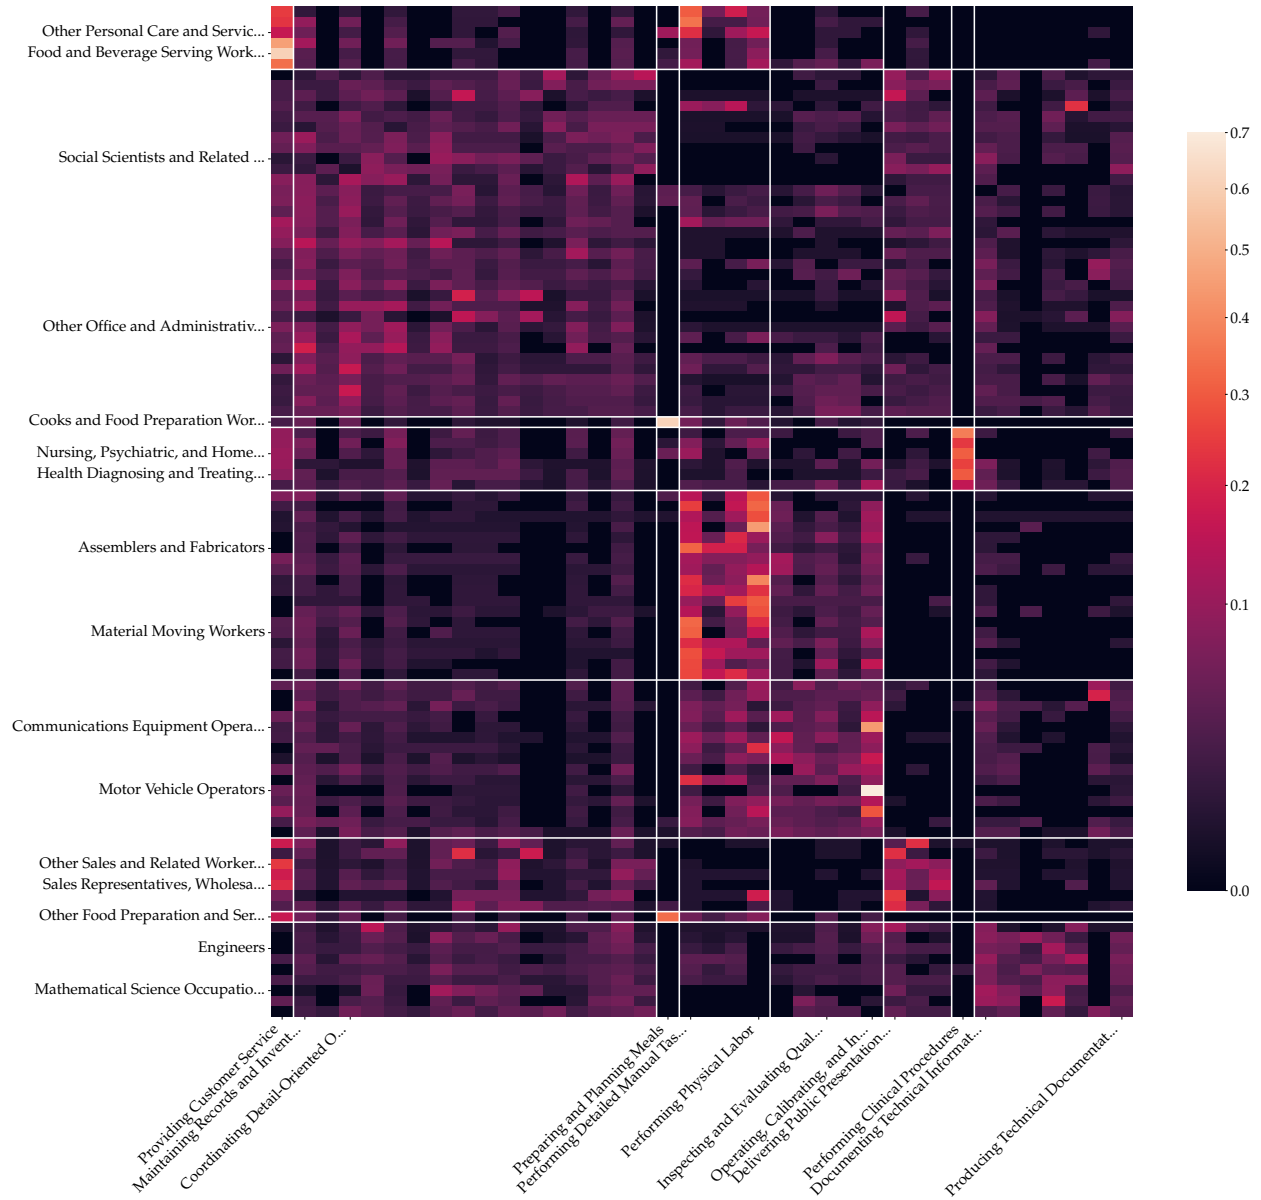 Other Personal Care and Servic...
Food and Beverage Serving Work...
Social Scientists and Related ...
Other Office and Administrativ...
Cooks and Food Preparation Wor...
Nursing, Psychiatric, and Home...
Health Diagnosing and Treating...
Assemblers and Fabricators
Material Moving Workers
Communications Equipment Opera...
Motor Vehicle Operators
Other Sales and Related Worker...
Sales Representatives, Wholesa...
Other Food Preparation and Ser...
Engineers
Mathematical Science Occupatio...
Providing Customer Service
Maintaining Records and Invent...
Coordinating Detail-Oriented O...
Preparing and Planning Meals
Performing Detailed Manual Tas...
Performing Physical Labor
Inspecting and Evaluating Qual...
Operating, Calibrating, and In...
Delivering Public Presentation...
Performing Clinical Procedures
Documenting Technical Informat...
Producing Technical Documentat...
0.7
0.6
0.5
0.4
0.3
0.2
0.1
0.0